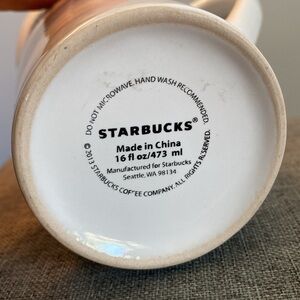 DO NOT MICROWAVE. HAND WASH RECOMMENDED.
STARBUCKS®
Made in China
16 fl oz/473 ml
Manufactured for Starbucks
Seattle, WA 98134
© 2013 STARBUCKS COFFEE COMPANY. ALL RIGHTS RESERVED.